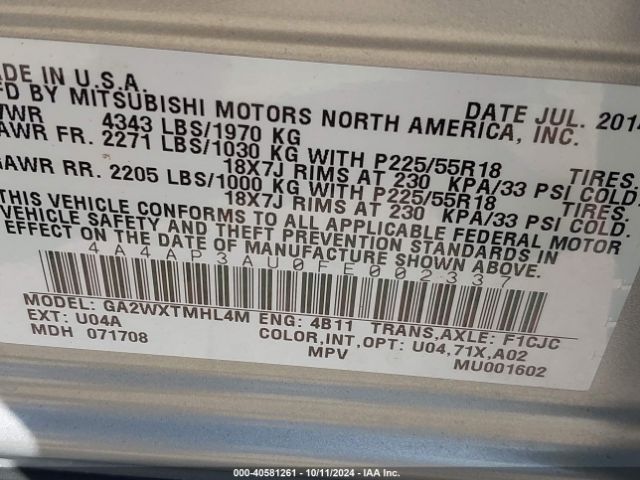 ADE IN U.S.A.
FD BY MITSUBISHI MOTORS NORTH AMERICA, INC.
DATE JUL.
VWR 4343 LBS/1970 KG
AWR FR. 2271 LBS/1030 KG WITH P225/55R18 TIRES.
18X7J RIMS AT 230 KPA/33 PSI COLD.
AWR RR. 2205 LBS/1000 KG WITH P225/55R18 TIRES.
18X7J RIMS AT 230 KPA/33 PSI COLD.
THIS VEHICLE CONFORMS TO ALL APPLICABLE FEDERAL MOTOR
VEHICLE SAFETY AND THEFT PREVENTION STANDARDS IN
EFFECT ON THE DATE OF MANUFACTURE SHOWN ABOVE.
4A4AP3AU0FE002337
MODEL: GA2WXTMHL4M ENG: 4B11 TRANS,AXLE: F1CJC
EXT: U04A COLOR,INT,OPT: U04,71X,A02
MDH 071708 MPV MU001602
000-40581261 - 10/11/2024 - IAA Inc.